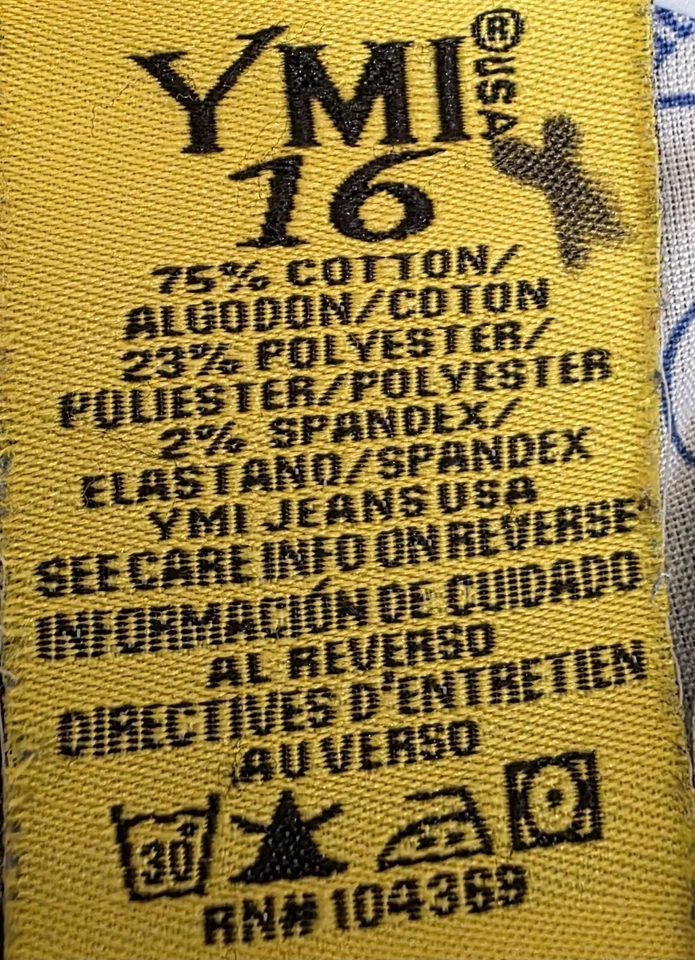 YMI® USA
16
75% COTTON/
ALGODON/COTON
23% POLYESTER/
POLIESTER/POLYESTER
2% SPANDEX/
ELASTANO/SPANDEX
YMI JEANS USA
SEE CARE INFO ON REVERSE
INFORMACIÓN DE CUIDADO
AL REVERSO
DIRECTIVES D'ENTRETIEN
AU VERSO
30°
RN# 104369